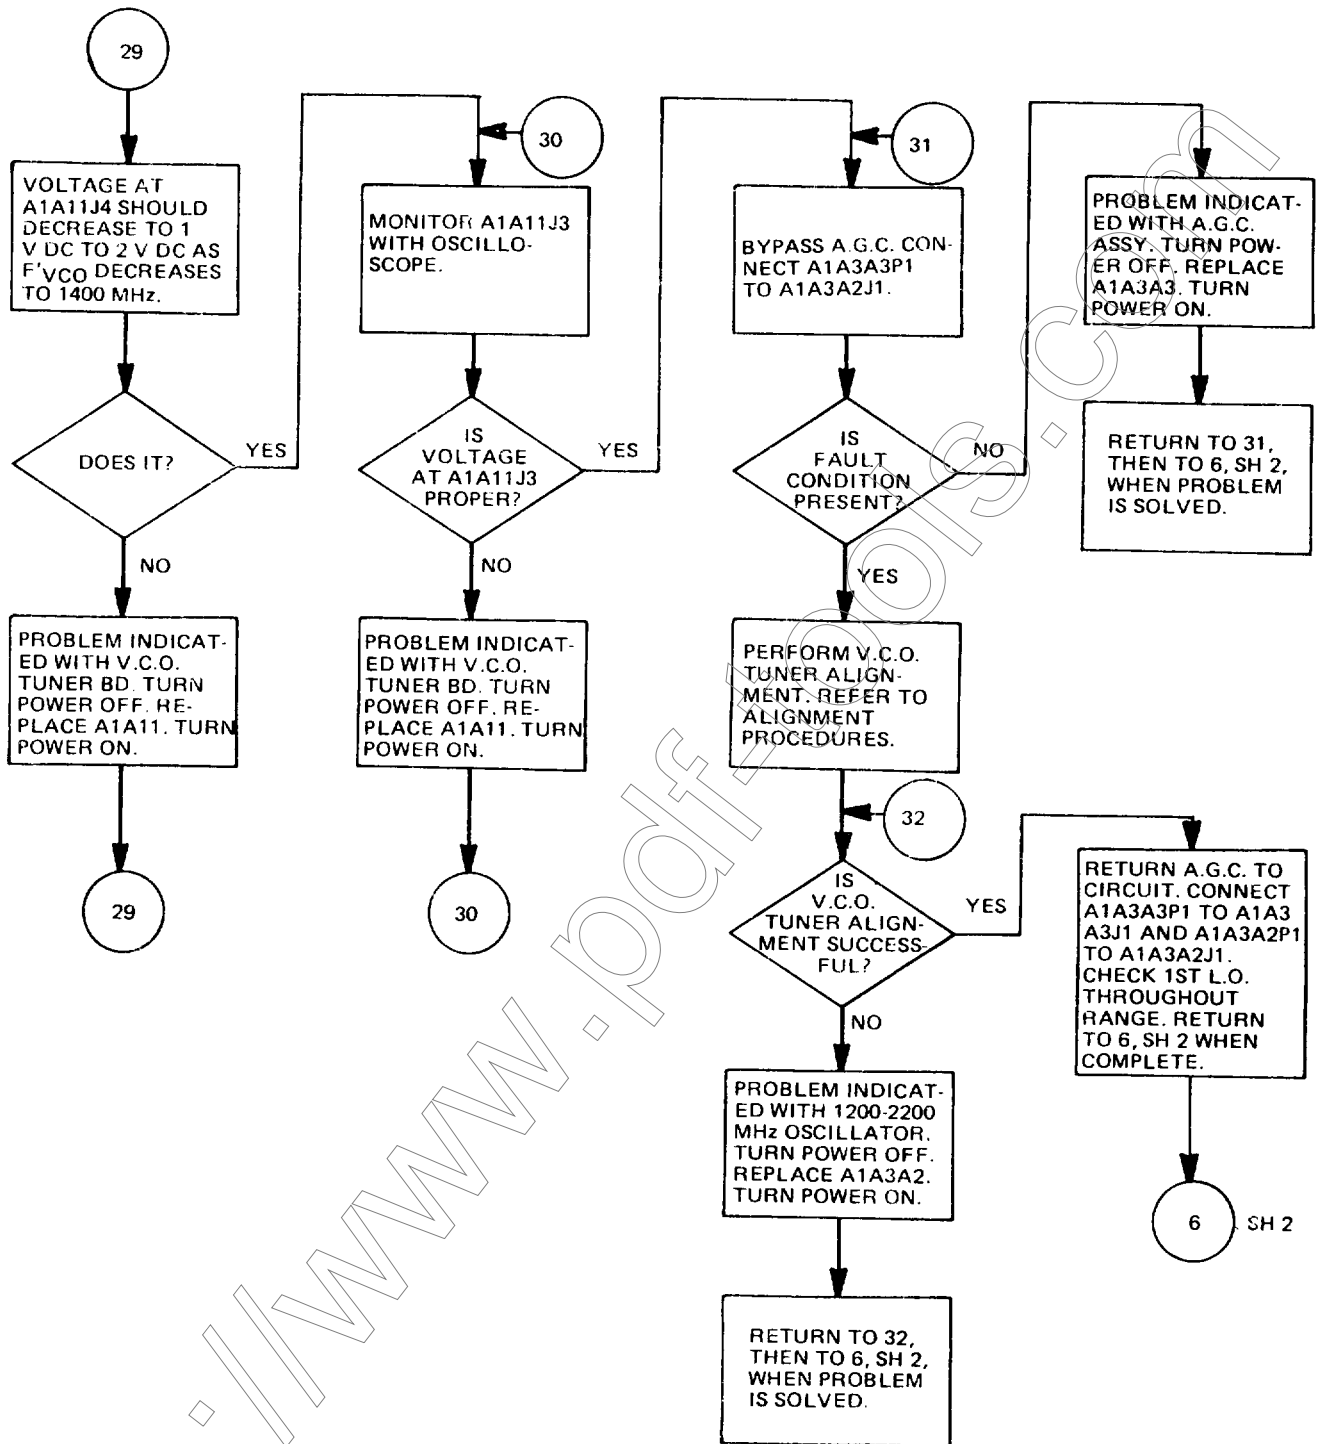 29
VOLTAGE AT
A1A11J4 SHOULD
DECREASE TO 1
V DC TO 2 V DC AS
F'VCO DECREASES
TO 1400 MHz.
DOES IT?
YES
NO
PROBLEM INDICAT-
ED WITH V.C.O.
TUNER BD. TURN
POWER OFF. RE-
PLACE A1A11. TURN
POWER ON.
29
30
MONITOR A1A11J3
WITH OSCILLO-
SCOPE.
IS
VOLTAGE
AT A1A11J3
PROPER?
YES
NO
PROBLEM INDICAT-
ED WITH V.C.O.
TUNER BD. TURN
POWER OFF. RE-
PLACE A1A11. TURN
POWER ON.
30
31
BYPASS A.G.C. CON-
NECT A1A3A3P1
TO A1A3A2J1.
IS
FAULT
CONDITION
PRESENT?
NO
YES
PERFORM V.C.O.
TUNER ALIGN-
MENT. REFER TO
ALIGNMENT
PROCEDURES.
32
IS
V.C.O.
TUNER ALIGN-
MENT SUCCESS-
FUL?
YES
NO
PROBLEM INDICAT-
ED WITH 1200-2200
MHz OSCILLATOR.
TURN POWER OFF.
REPLACE A1A3A2.
TURN POWER ON.
RETURN TO 32,
THEN TO 6, SH 2,
WHEN PROBLEM
IS SOLVED.
PROBLEM INDICAT-
ED WITH A.G.C.
ASSY. TURN POW-
ER OFF. REPLACE
A1A3A3. TURN
POWER ON.
RETURN TO 31,
THEN TO 6, SH 2,
WHEN PROBLEM
IS SOLVED.
RETURN A.G.C. TO
CIRCUIT. CONNECT
A1A3A3P1 TO A1A3
A3J1 AND A1A3A2P1
TO A1A3A2J1.
CHECK 1ST L.O.
THROUGHOUT
RANGE. RETURN
TO 6, SH 2 WHEN
COMPLETE.
6
SH 2
://www.pdf-tools.com